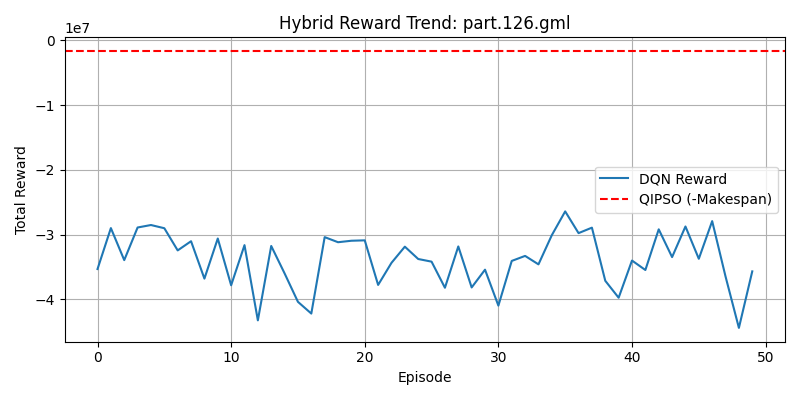 Hybrid Reward Trend: part.126.gml
1e7
0
−1
−2
−3
−4
Total Reward
DQN Reward
QIPSO (-Makespan)
0 10 20 30 40 50
Episode